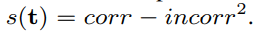 s(t) = corr − incorr².